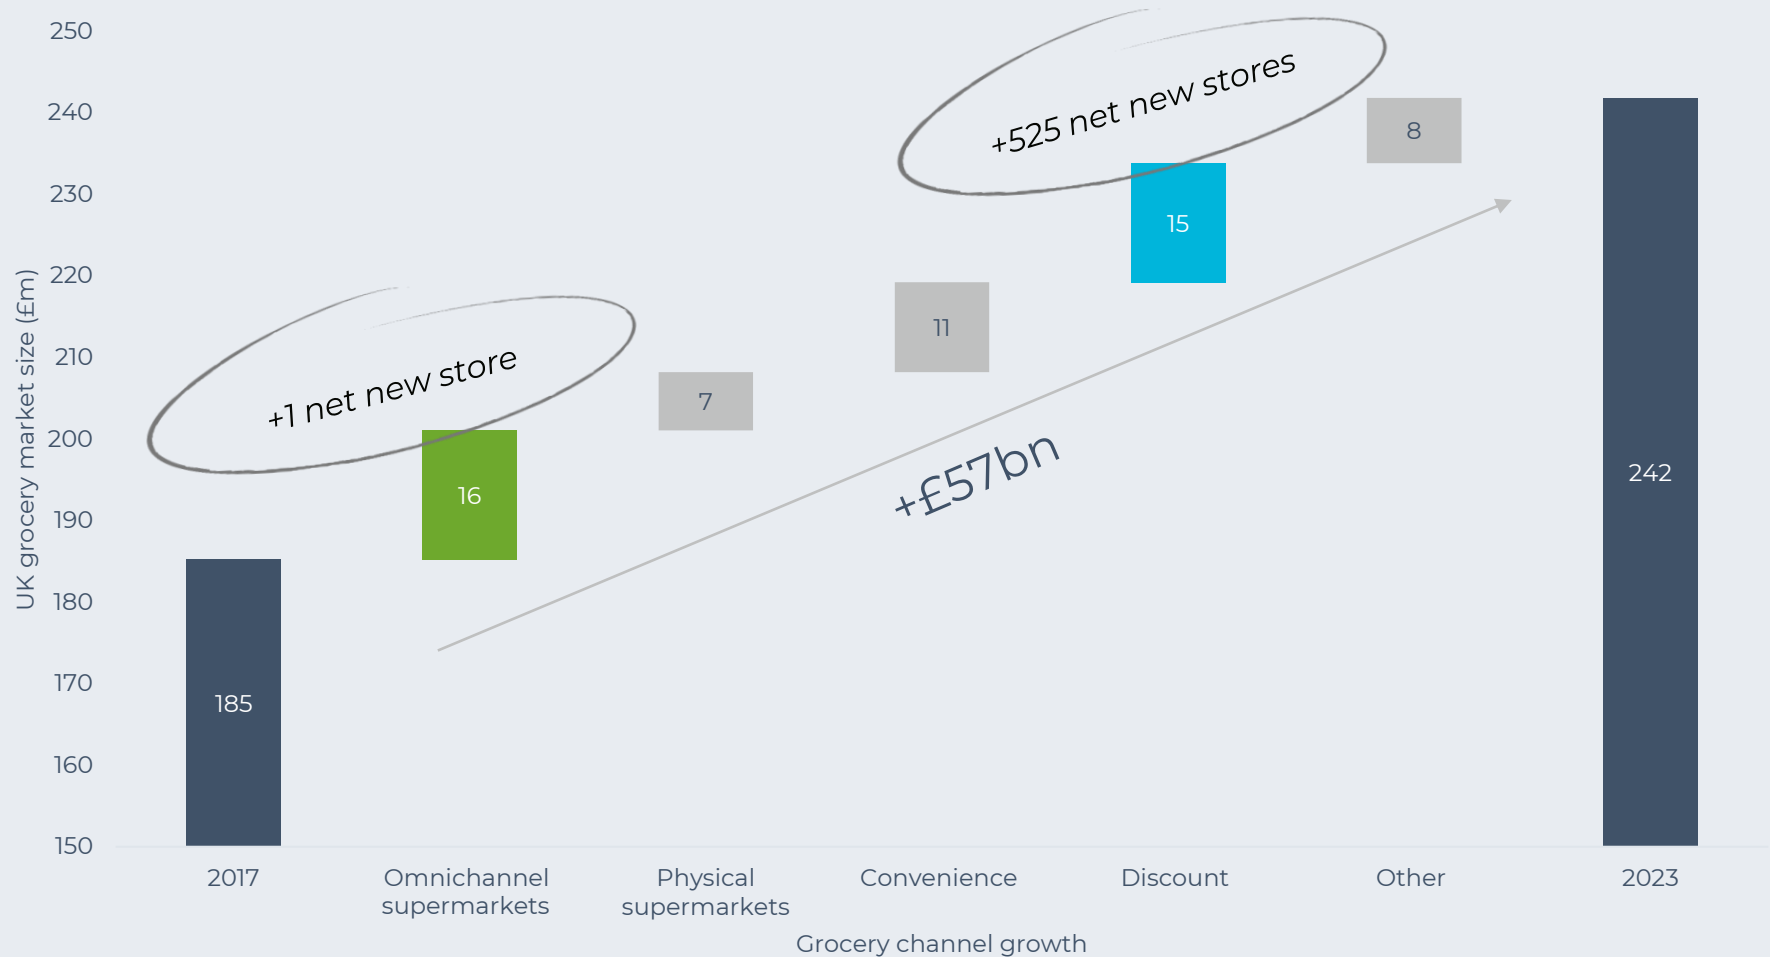 250
240
230
220
210
200
190
180
170
160
150
UK grocery market size (£m)
+1 net new store
+525 net new stores
+£57bn
185
16
7
11
15
8
242
2017
Omnichannel
supermarkets
Physical
supermarkets
Convenience
Discount
Other
2023
Grocery channel growth